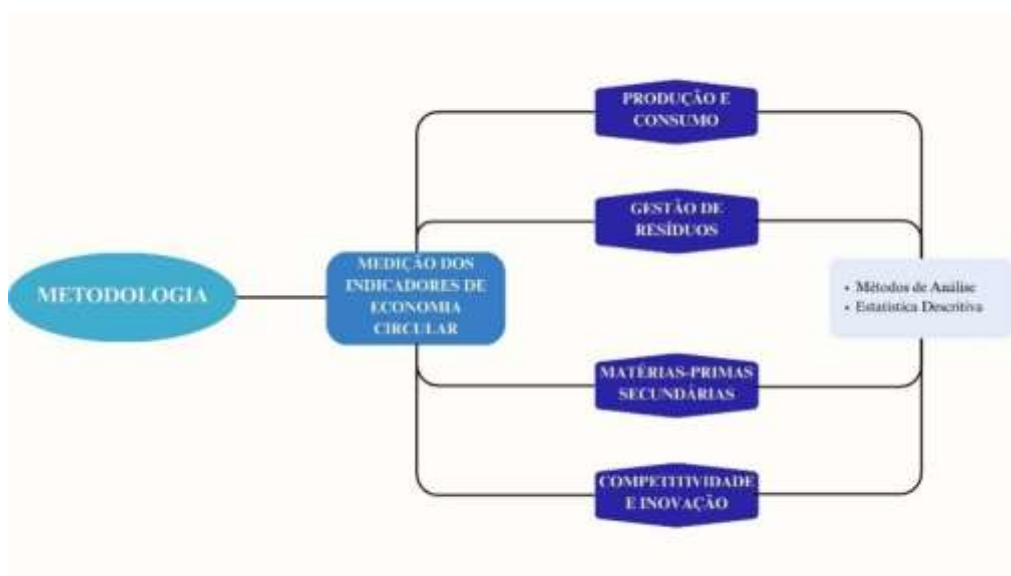 METODOLOGIA
MEDIÇÃO DOS
INDICADORES DE
ECONOMIA
CIRCULAR
PRODUÇÃO E
CONSUMO
GESTÃO DE
RESÍDUOS
MATÉRIAS-PRIMAS
SECUNDÁRIAS
COMPETITIVIDADE
E INOVAÇÃO
• Métodos de Análise
• Estatística Descritiva